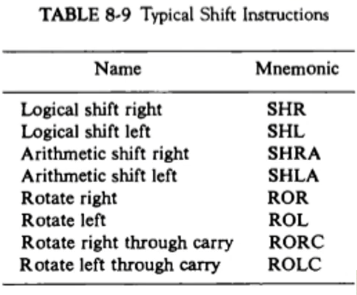 TABLE 8-9 Typical Shift Instructions
Name Mnemonic
Logical shift right SHR
Logical shift left SHL
Arithmetic shift right SHRA
Arithmetic shift left SHLA
Rotate right ROR
Rotate left ROL
Rotate right through carry RORC
Rotate left through carry ROLC